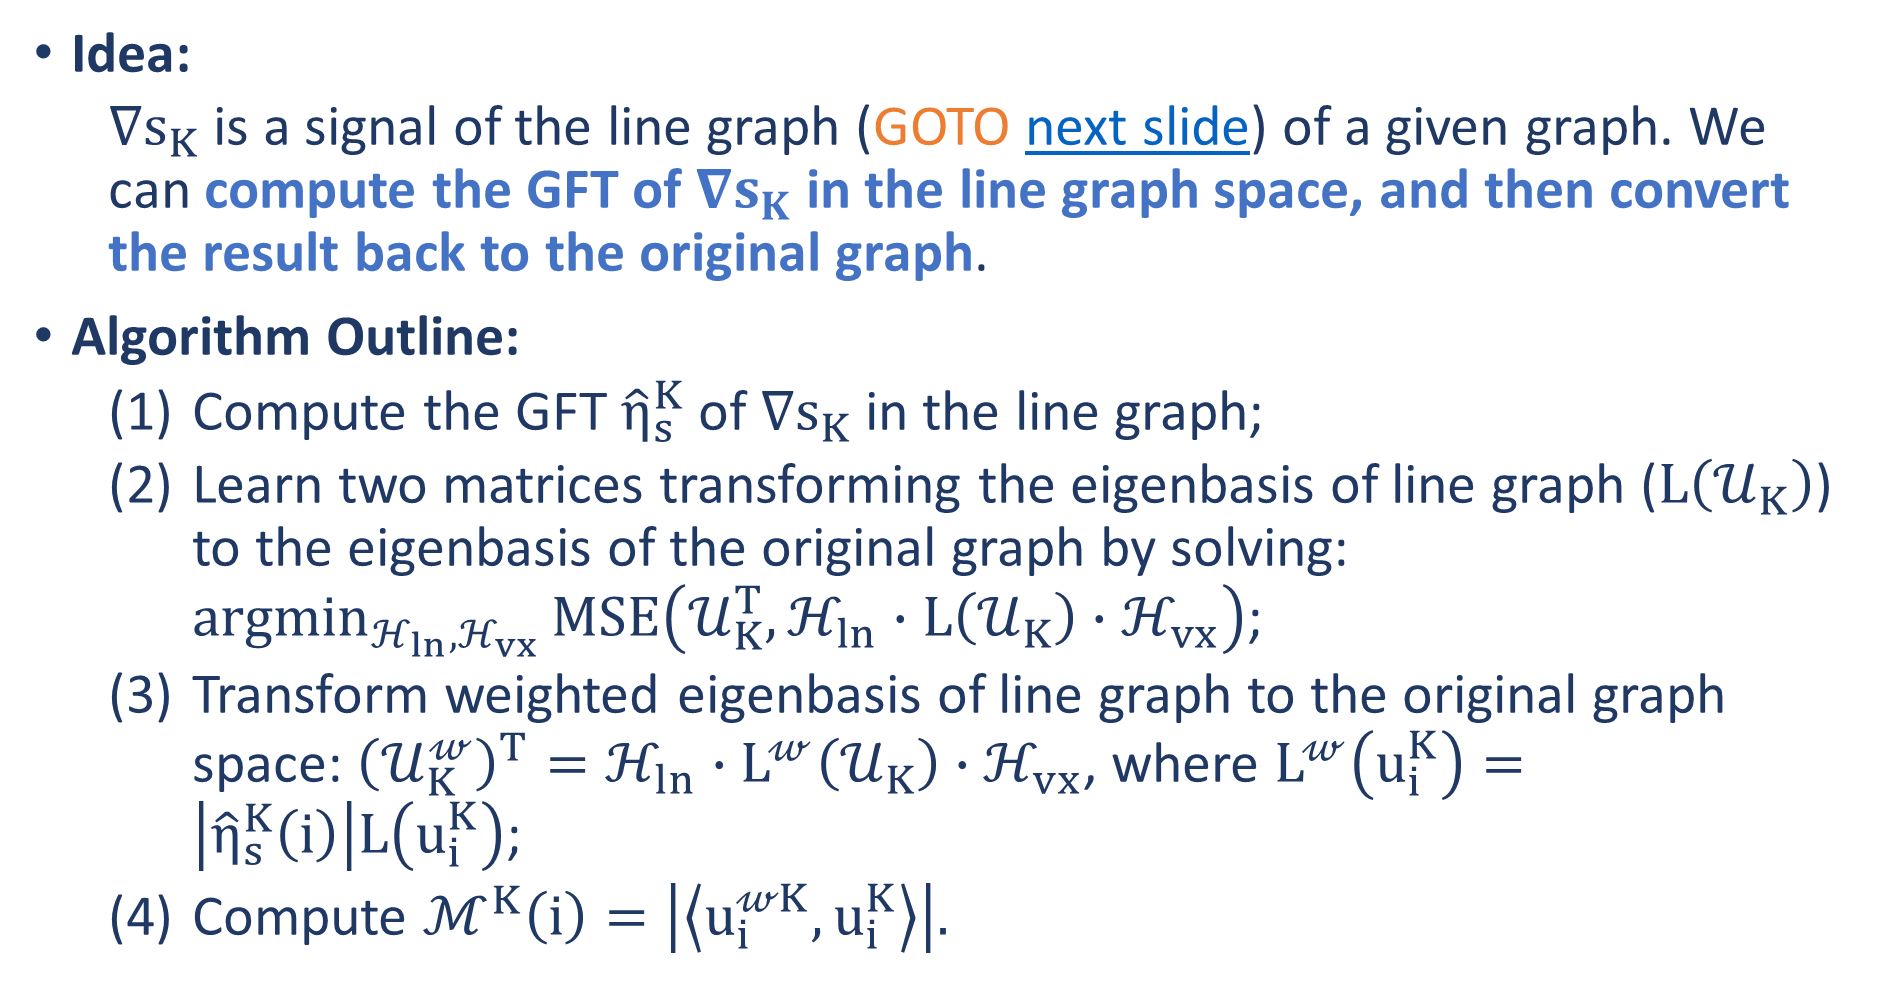 • Idea:
∇s_K is a signal of the line graph (GOTO next slide) of a given graph. We
can compute the GFT of ∇s_K in the line graph space, and then convert
the result back to the original graph.
• Algorithm Outline:
(1) Compute the GFT η̂_s^K of ∇s_K in the line graph;
(2) Learn two matrices transforming the eigenbasis of line graph (L(𝒰_K))
to the eigenbasis of the original graph by solving:
argmin_{ℋ_ln,ℋ_vx} MSE(𝒰_K^T, ℋ_ln · L(𝒰_K) · ℋ_vx);
(3) Transform weighted eigenbasis of line graph to the original graph
space: (𝒰_K^𝓌)^T = ℋ_ln · L^𝓌(𝒰_K) · ℋ_vx, where L^𝓌(u_i^K) =
|η̂_s^K(i)|L(u_i^K);
(4) Compute ℳ^K(i) = |⟨u_i^{𝓌K}, u_i^K⟩|.